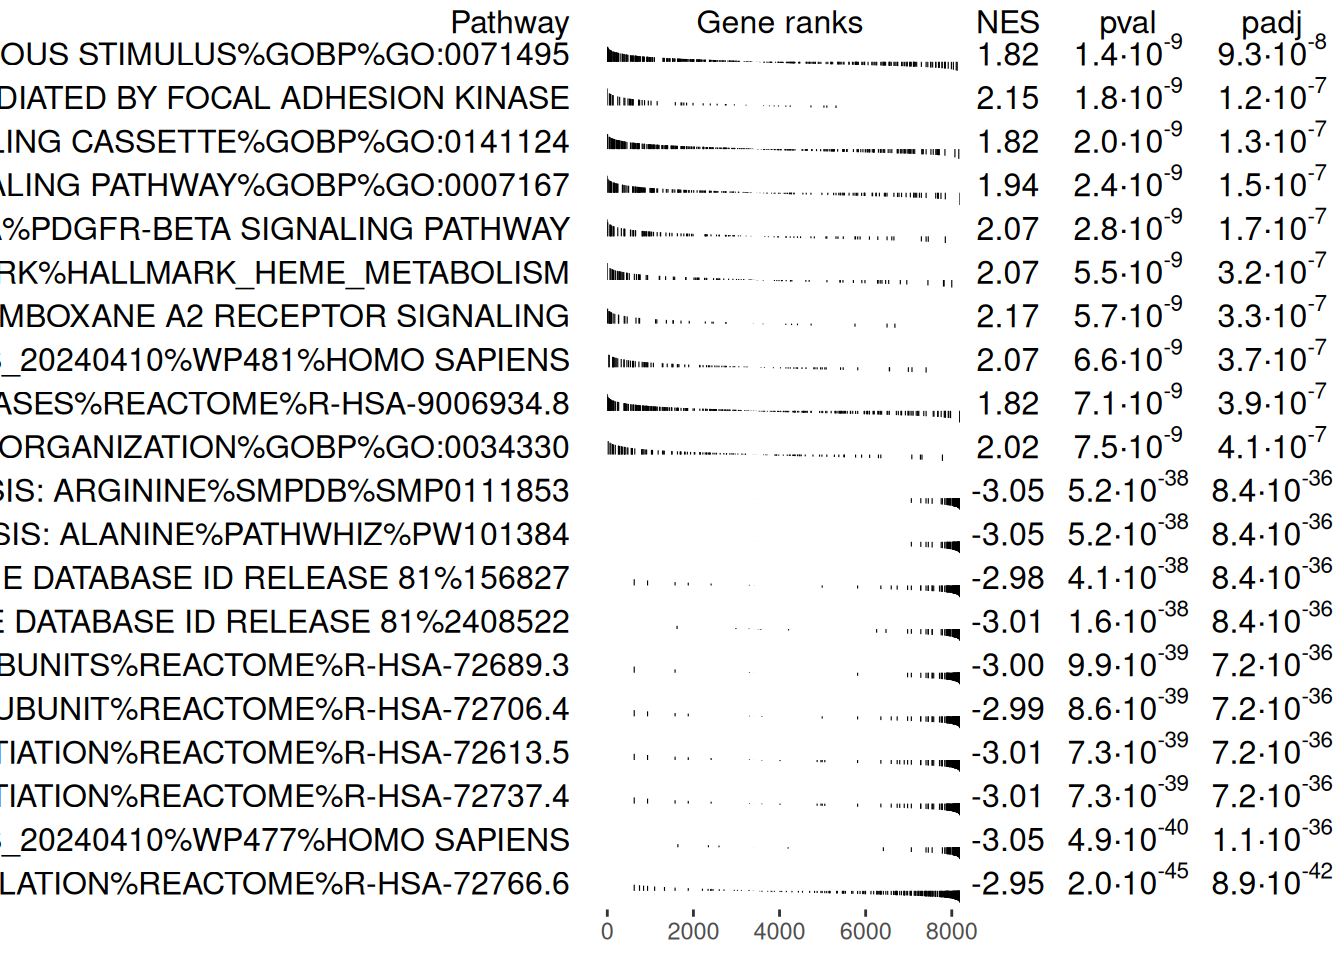 Pathway Gene ranks NES pval padj
OUS STIMULUS%GOBP%GO:0071495 1.82 1.4·10^-9 9.3·10^-8
DIATED BY FOCAL ADHESION KINASE 2.15 1.8·10^-9 1.2·10^-7
LING CASSETTE%GOBP%GO:0141124 1.82 2.0·10^-9 1.3·10^-7
ALING PATHWAY%GOBP%GO:0007167 1.94 2.4·10^-9 1.5·10^-7
%PDGFR-BETA SIGNALING PATHWAY 2.07 2.8·10^-9 1.7·10^-7
RK%HALLMARK_HEME_METABOLISM 2.07 5.5·10^-9 3.2·10^-7
MBOXANE A2 RECEPTOR SIGNALING 2.17 5.7·10^-9 3.3·10^-7
_20240410%WP481%HOMO SAPIENS 2.07 6.6·10^-9 3.7·10^-7
ASES%REACTOME%R-HSA-9006934.8 1.82 7.1·10^-9 3.9·10^-7
ORGANIZATION%GOBP%GO:0034330 2.02 7.5·10^-9 4.1·10^-7
SIS: ARGININE%SMPDB%SMP0111853 -3.05 5.2·10^-38 8.4·10^-36
SIS: ALANINE%PATHWHIZ%PW101384 -3.05 5.2·10^-38 8.4·10^-36
E DATABASE ID RELEASE 81%156827 -2.98 4.1·10^-38 8.4·10^-36
E DATABASE ID RELEASE 81%2408522 -3.01 1.6·10^-38 8.4·10^-36
BUNITS%REACTOME%R-HSA-72689.3 -3.00 9.9·10^-39 7.2·10^-36
UBUNIT%REACTOME%R-HSA-72706.4 -2.99 8.6·10^-39 7.2·10^-36
TIATION%REACTOME%R-HSA-72613.5 -3.01 7.3·10^-39 7.2·10^-36
TIATION%REACTOME%R-HSA-72737.4 -3.01 7.3·10^-39 7.2·10^-36
_20240410%WP477%HOMO SAPIENS -3.05 4.9·10^-40 1.1·10^-36
LATION%REACTOME%R-HSA-72766.6 -2.95 2.0·10^-45 8.9·10^-42
0 2000 4000 6000 8000